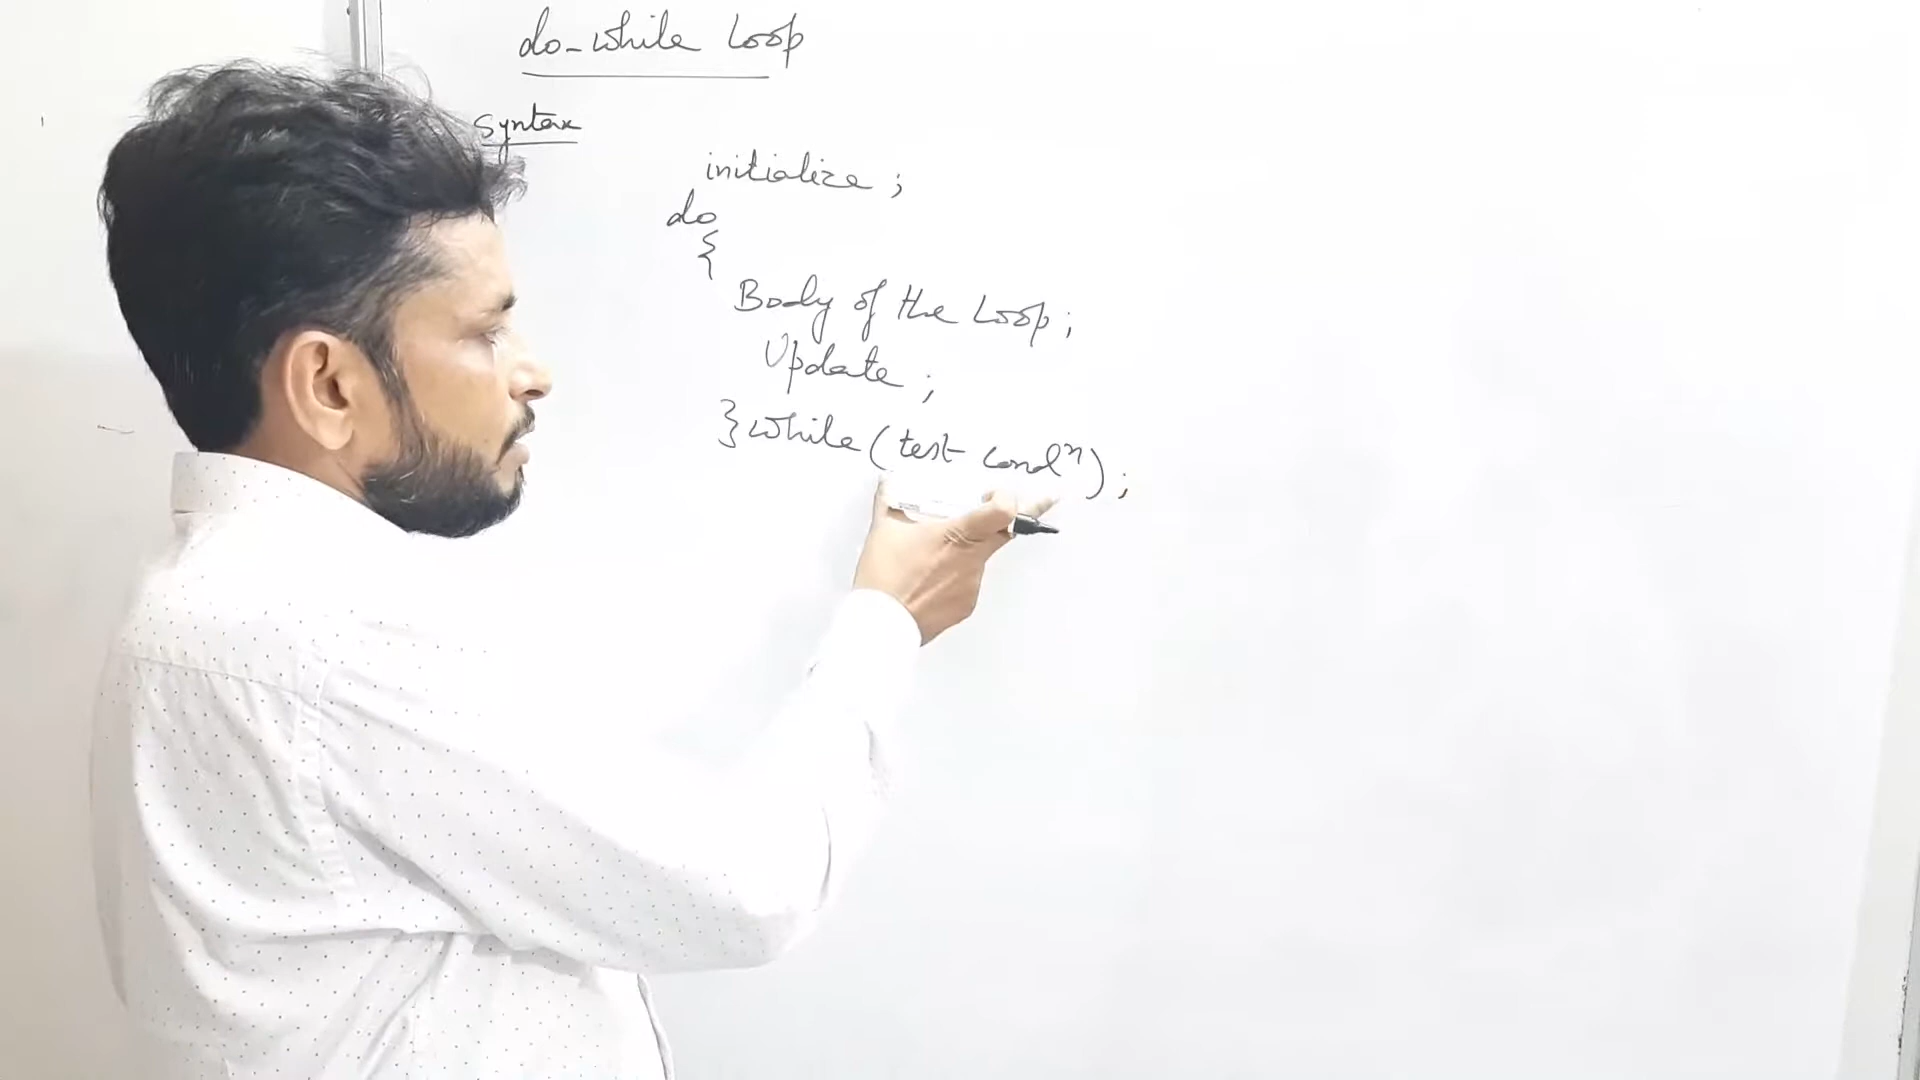 do-while Loop
Syntax
initialize ;
do
{
Body of the Loop ;
Update ;
} while (test condⁿ) ;